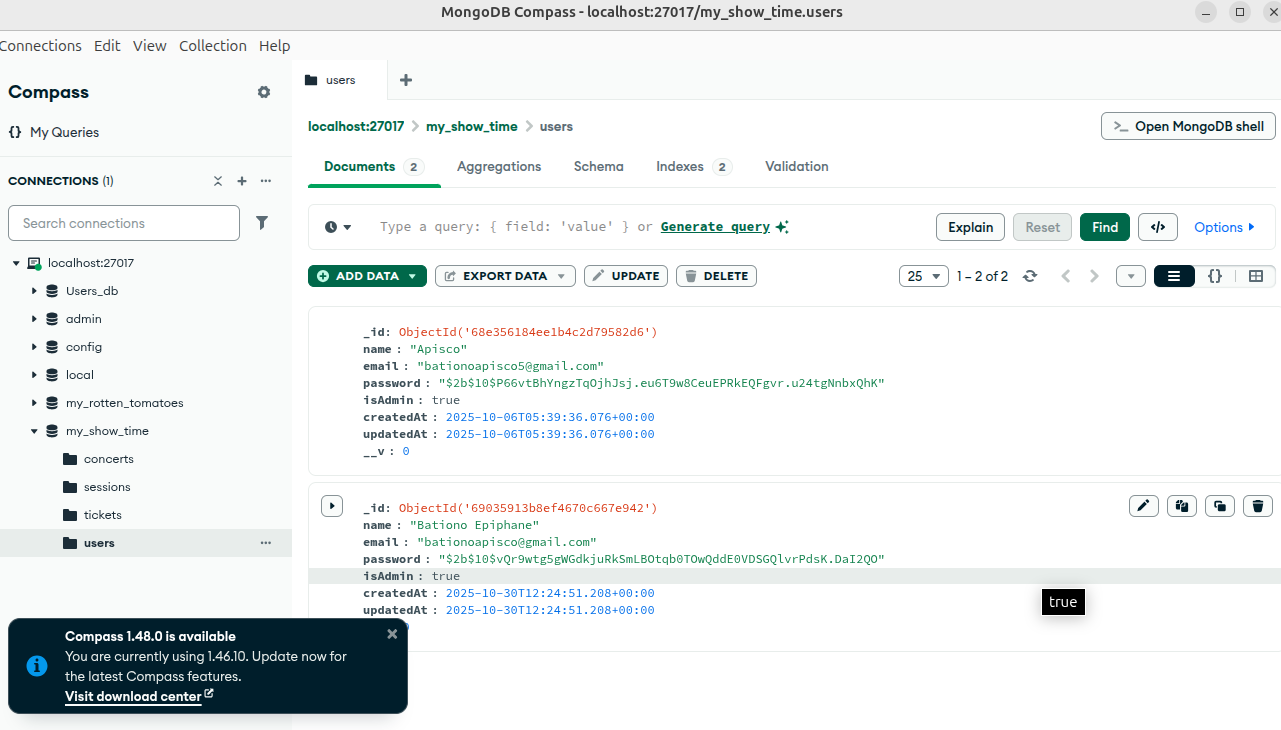 MongoDB Compass - localhost:27017/my_show_time.users
Connections Edit View Collection Help
Compass
{} My Queries
CONNECTIONS (1)
Search connections
localhost:27017
Users_db
admin
config
local
my_rotten_tomatoes
my_show_time
concerts
sessions
tickets
users
users
localhost:27017 > my_show_time > users
>_ Open MongoDB shell
Documents 2 Aggregations Schema Indexes 2 Validation
Type a query: { field: 'value' } or Generate query
Explain Reset Find </> Options
ADD DATA EXPORT DATA UPDATE DELETE
25 1 – 2 of 2 {}
_id: ObjectId('68e356184ee1b4c2d79582d6')
name : "Apisco"
email : "bationoapisco5@gmail.com"
password : "$2b$10$P66vtBhYngzTqOjhJsj.eu6T9w8CeuEPRkEQFgvr.u24tgNnbxQhK"
isAdmin : true
createdAt : 2025-10-06T05:39:36.076+00:00
updatedAt : 2025-10-06T05:39:36.076+00:00
__v : 0
_id: ObjectId('69035913b8ef4670c667e942')
name : "Bationo Epiphane"
email : "bationoapisco@gmail.com"
password : "$2b$10$vQr9wtg5gWGdkjuRkSmLBOtqb0TOwQddE0VDSGQlvrPdsK.DaI2QO"
isAdmin : true
createdAt : 2025-10-30T12:24:51.208+00:00
updatedAt : 2025-10-30T12:24:51.208+00:00
true
Compass 1.48.0 is available
You are currently using 1.46.10. Update now for
the latest Compass features.
Visit download center